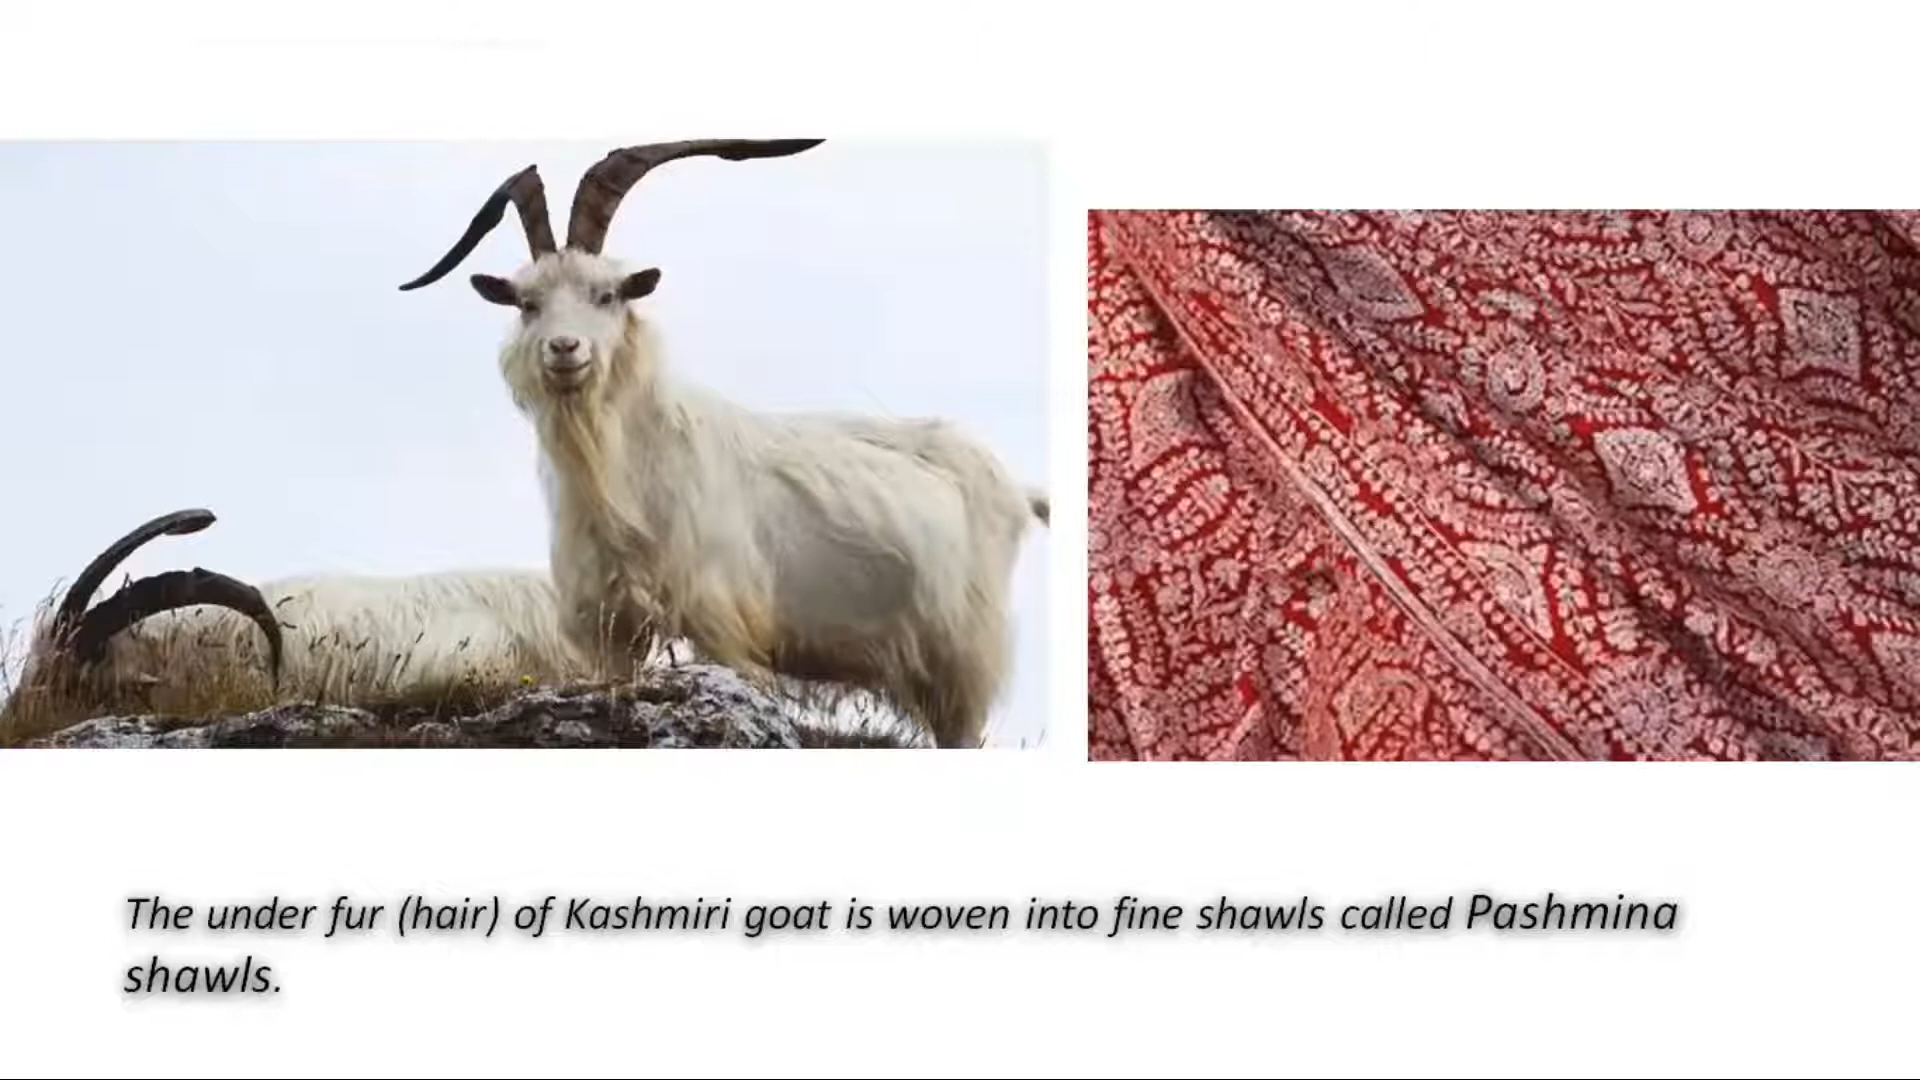 The under fur (hair) of Kashmiri goat is woven into fine shawls called Pashmina
shawls.